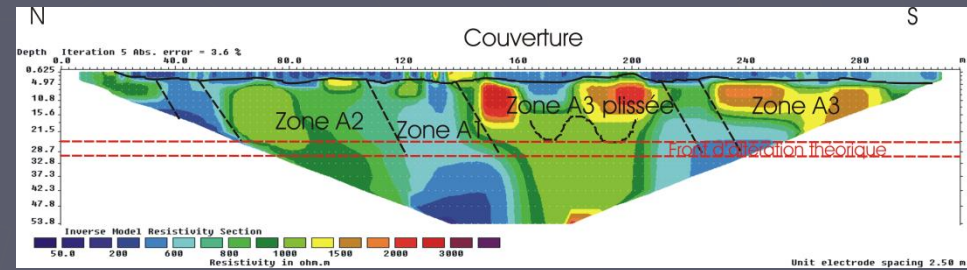 N S
Couverture
Depth Iteration 5 Abs. error = 3.6 %
0.0 40.0 80.0 120 160 200 240 280 m.
0.625
4.97
10.8
15.6
21.5
28.7
32.8
37.3
42.3
47.8
53.8
Zone A2
Zone A1
Zone A3 plissée
Zone A3
Front d'altération théorique
Inverse Model Resistivity Section
50.0 200 600 800 1000 1500 2000 3000
Resistivity in ohm.m
Unit electrode spacing 2.50 m